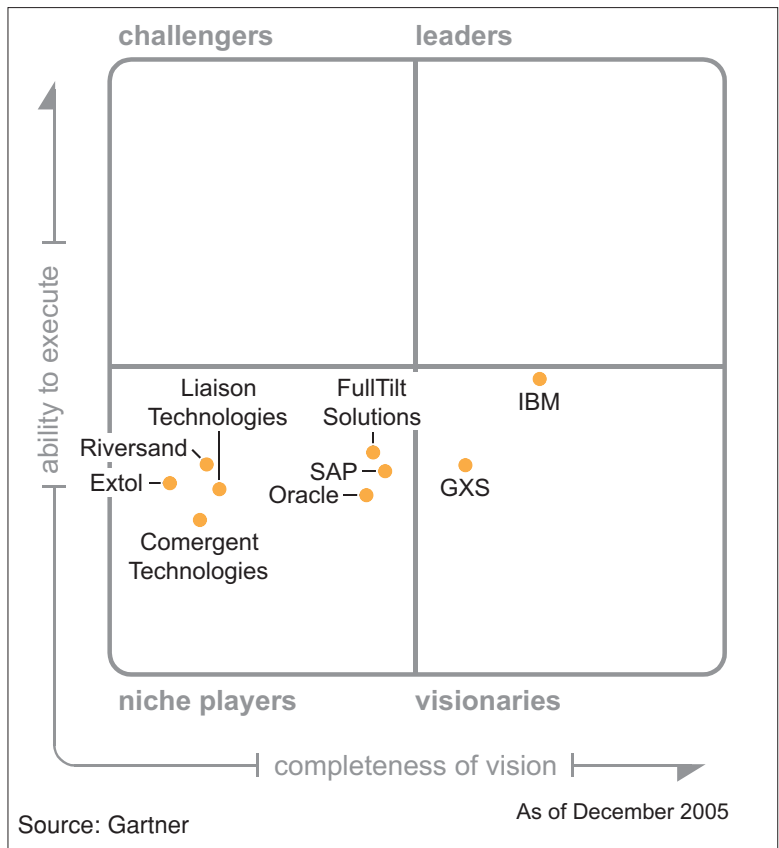 challengers
leaders
ability to execute
Liaison
Technologies
FullTilt
Solutions
IBM
Riversand
SAP
Extol
Oracle
GXS
Comergent
Technologies
niche players
visionaries
completeness of vision
As of December 2005
Source: Gartner